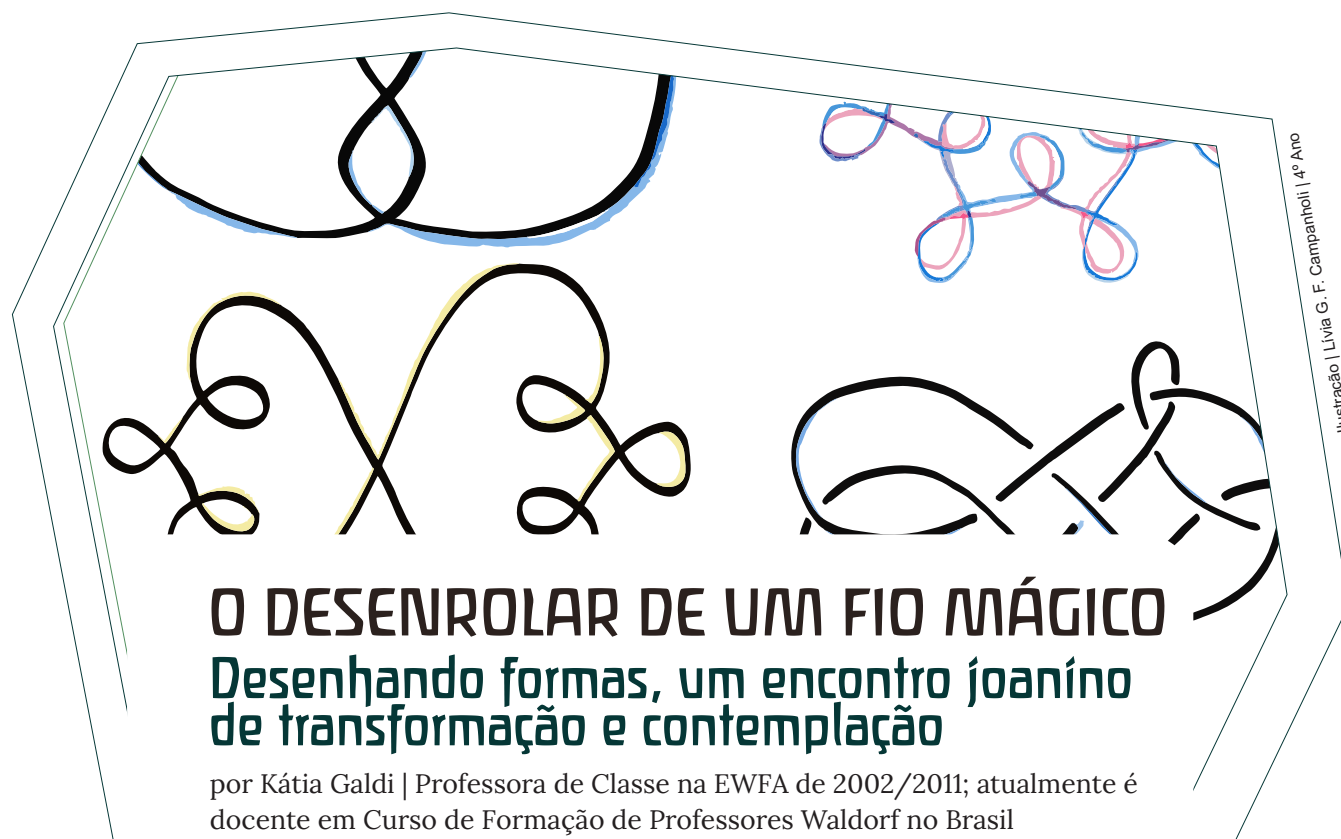 O DESENROLAR DE UM FIO MÁGICO
Desenhando formas, um encontro joanino
de transformação e contemplação
por Kátia Galdi | Professora de Classe na EWFA de 2002/2011; atualmente é
docente em Curso de Formação de Professores Waldorf no Brasil
Ilustração | Lívia G. F. Campanholi | 4º Ano